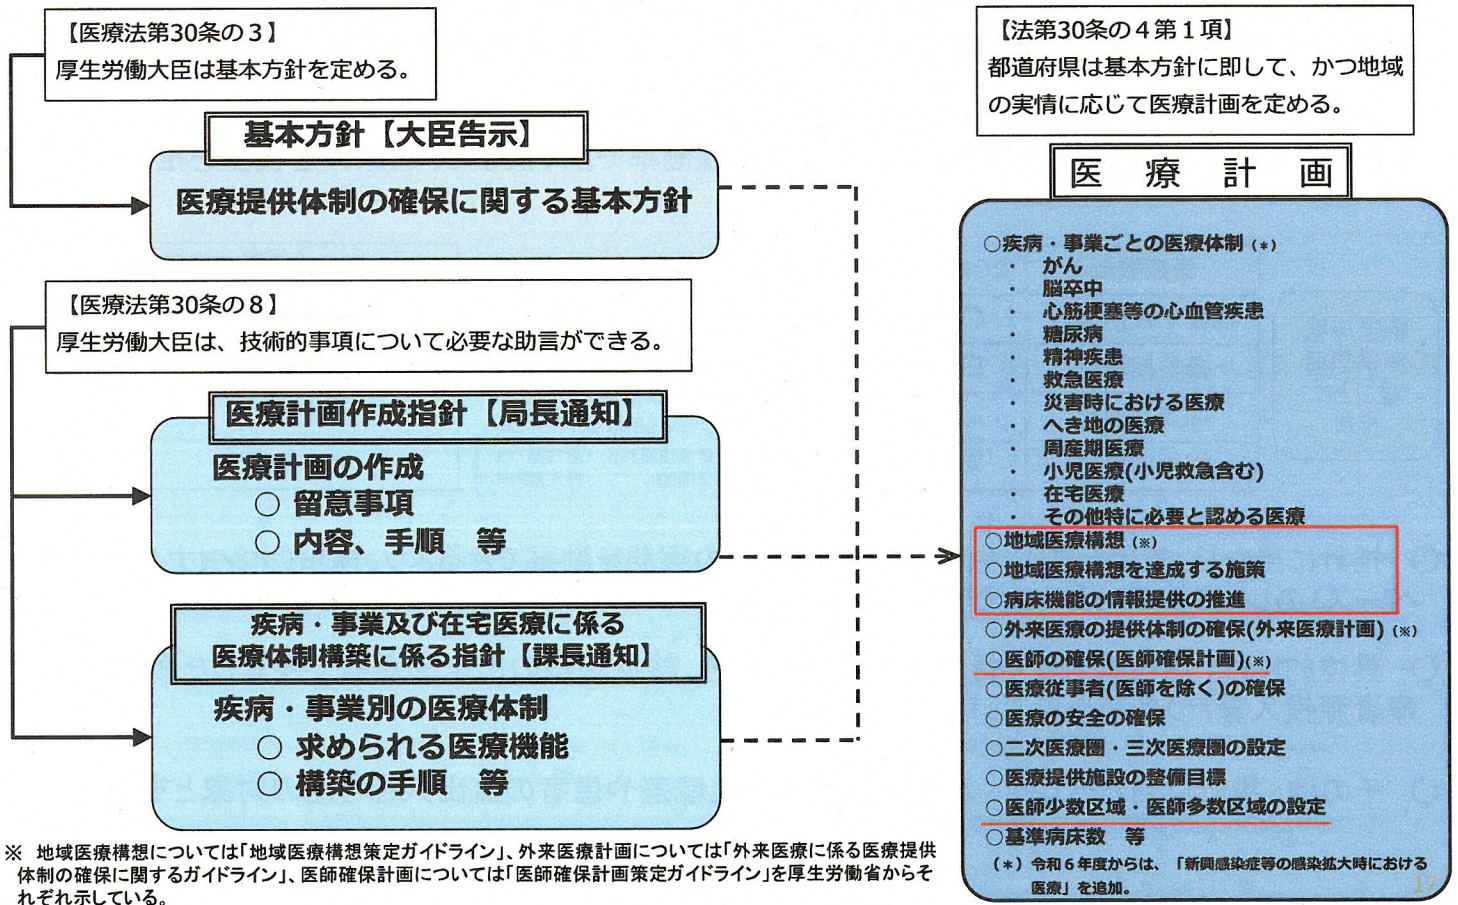 【医療法第30条の３】
厚生労働大臣は基本方針を定める。
基本方針【大臣告示】
医療提供体制の確保に関する基本方針
【医療法第30条の８】
厚生労働大臣は、技術的事項について必要な助言ができる。
医療計画作成指針【局長通知】
医療計画の作成
○ 留意事項
○ 内容、手順　等
疾病・事業及び在宅医療に係る
医療体制構築に係る指針【課長通知】
疾病・事業別の医療体制
○ 求められる医療機能
○ 構築の手順　等
※　地域医療構想については「地域医療構想策定ガイドライン」、外来医療計画については「外来医療に係る医療提供
体制の確保に関するガイドライン」、医師確保計画については「医師確保計画策定ガイドライン」を厚生労働省からそ
れぞれ示している。
【法第30条の４第１項】
都道府県は基本方針に即して、かつ地域
の実情に応じて医療計画を定める。
医　療　計　画
○疾病・事業ごとの医療体制（＊）
・　がん
・　脳卒中
・　心筋梗塞等の心血管疾患
・　糖尿病
・　精神疾患
・　救急医療
・　災害時における医療
・　へき地の医療
・　周産期医療
・　小児医療(小児救急含む)
・　在宅医療
・　その他特に必要と認める医療
○地域医療構想（※）
○地域医療構想を達成する施策
○病床機能の情報提供の推進
○外来医療の提供体制の確保(外来医療計画)（※）
○医師の確保(医師確保計画)(※)
○医療従事者(医師を除く)の確保
○医療の安全の確保
○二次医療圏・三次医療圏の設定
○医療提供施設の整備目標
○医師少数区域・医師多数区域の設定
○基準病床数　等
（＊）令和６年度からは、「新興感染症等の感染拡大時における
医療」を追加。
17